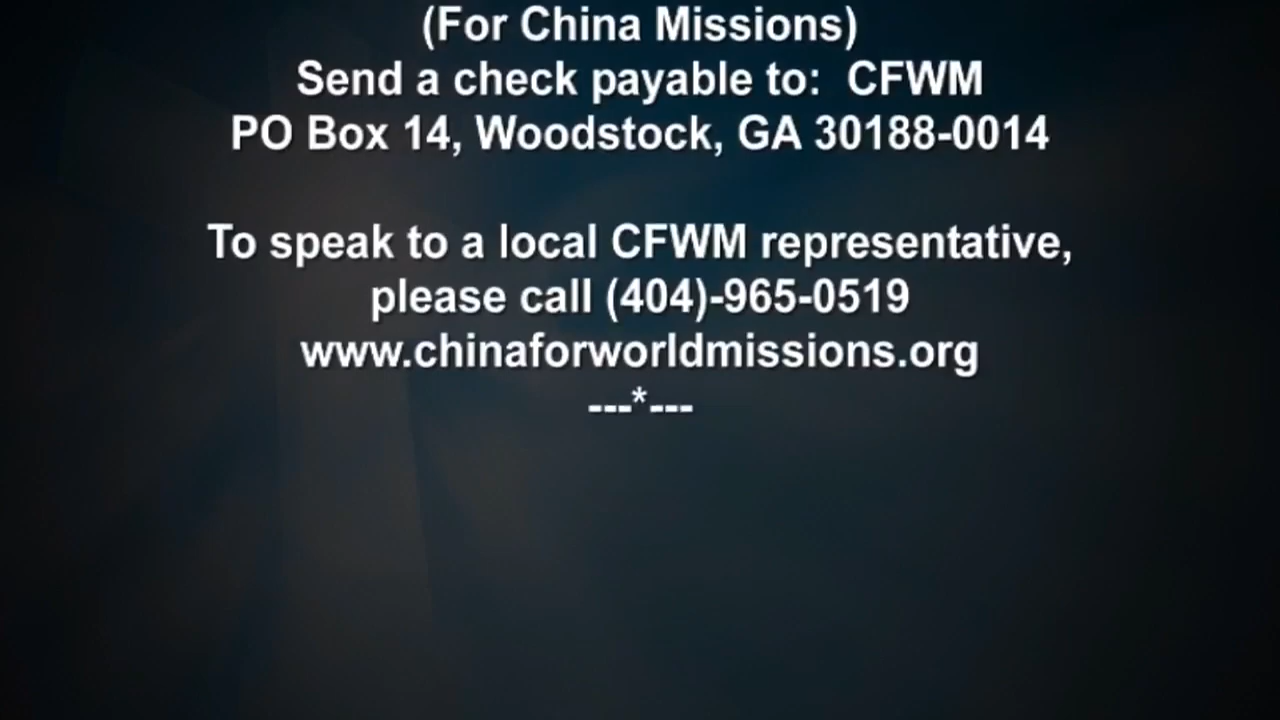 (For China Missions)
Send a check payable to:  CFWM
PO Box 14, Woodstock, GA 30188-0014
To speak to a local CFWM representative,
please call (404)-965-0519
www.chinaforworldmissions.org
---*---